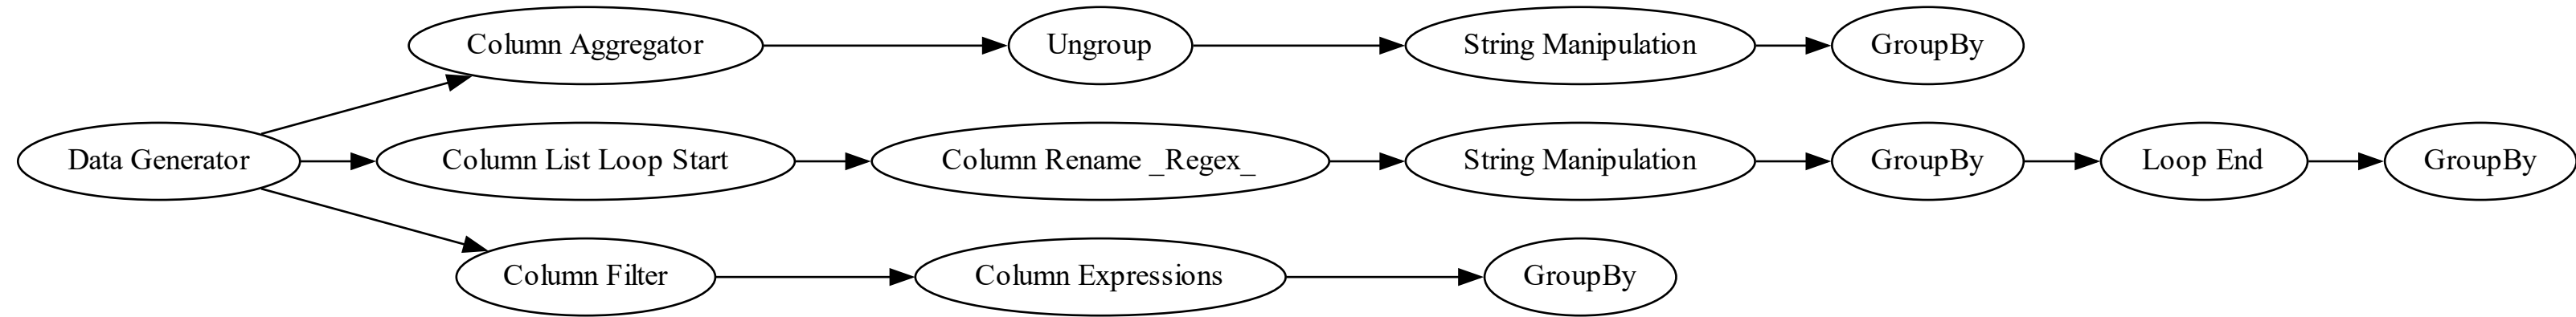 Column Aggregator
Ungroup
String Manipulation
GroupBy
Data Generator
Column List Loop Start
Column Rename _Regex_
String Manipulation
GroupBy
Loop End
GroupBy
Column Filter
Column Expressions
GroupBy